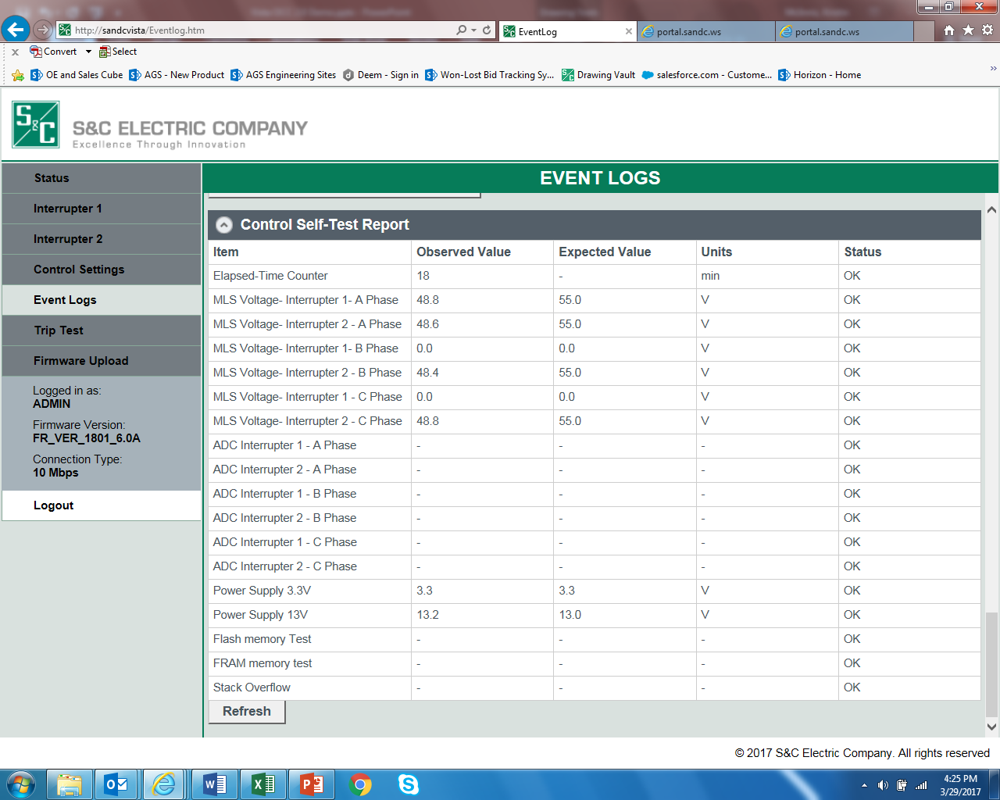 http://sandcvista/Eventlog.htm
EventLog
portal.sandc.ws
portal.sandc.ws
Convert
Select
OE and Sales Cube
AGS - New Product
AGS Engineering Sites
Deem - Sign in
Won-Lost Bid Tracking Sy...
Drawing Vault
salesforce.com - Custome...
Horizon - Home
S&C
S&C ELECTRIC COMPANY
Excellence Through Innovation
Status
Interrupter 1
Interrupter 2
Control Settings
Event Logs
Trip Test
Firmware Upload
Logged in as:
ADMIN
Firmware Version:
FR_VER_1801_6.0A
Connection Type:
10 Mbps
Logout
EVENT LOGS
Control Self-Test Report
Item Observed Value Expected Value Units Status
Elapsed-Time Counter 18 - min OK
MLS Voltage- Interrupter 1- A Phase 48.8 55.0 V OK
MLS Voltage- Interrupter 2 - A Phase 48.6 55.0 V OK
MLS Voltage- Interrupter 1- B Phase 0.0 0.0 V OK
MLS Voltage- Interrupter 2 - B Phase 48.4 55.0 V OK
MLS Voltage- Interrupter 1 - C Phase 0.0 0.0 V OK
MLS Voltage- Interrupter 2 - C Phase 48.8 55.0 V OK
ADC Interrupter 1 - A Phase - - - OK
ADC Interrupter 2 - A Phase - - - OK
ADC Interrupter 1 - B Phase - - - OK
ADC Interrupter 2 - B Phase - - - OK
ADC Interrupter 1 - C Phase - - - OK
ADC Interrupter 2 - C Phase - - - OK
Power Supply 3.3V 3.3 3.3 V OK
Power Supply 13V 13.2 13.0 V OK
Flash memory Test - - - OK
FRAM memory test - - - OK
Stack Overflow - - - OK
Refresh
© 2017 S&C Electric Company. All rights reserved
4:25 PM
3/29/2017